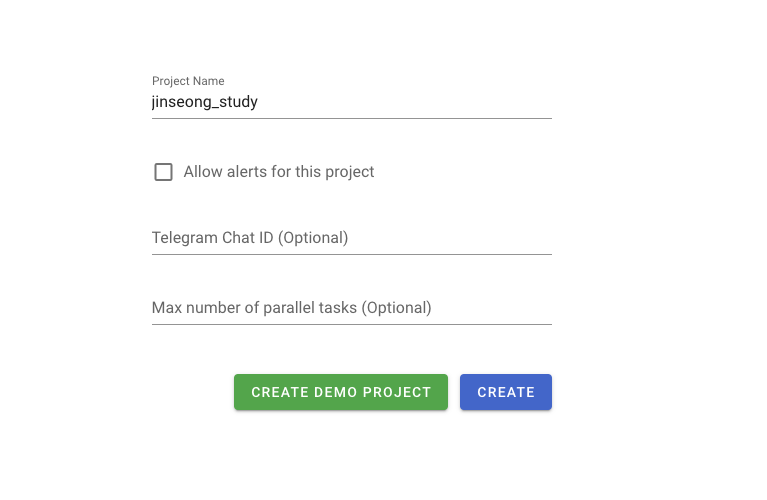 Project Name
jinseong_study
Allow alerts for this project
Telegram Chat ID (Optional)
Max number of parallel tasks (Optional)
CREATE DEMO PROJECT CREATE